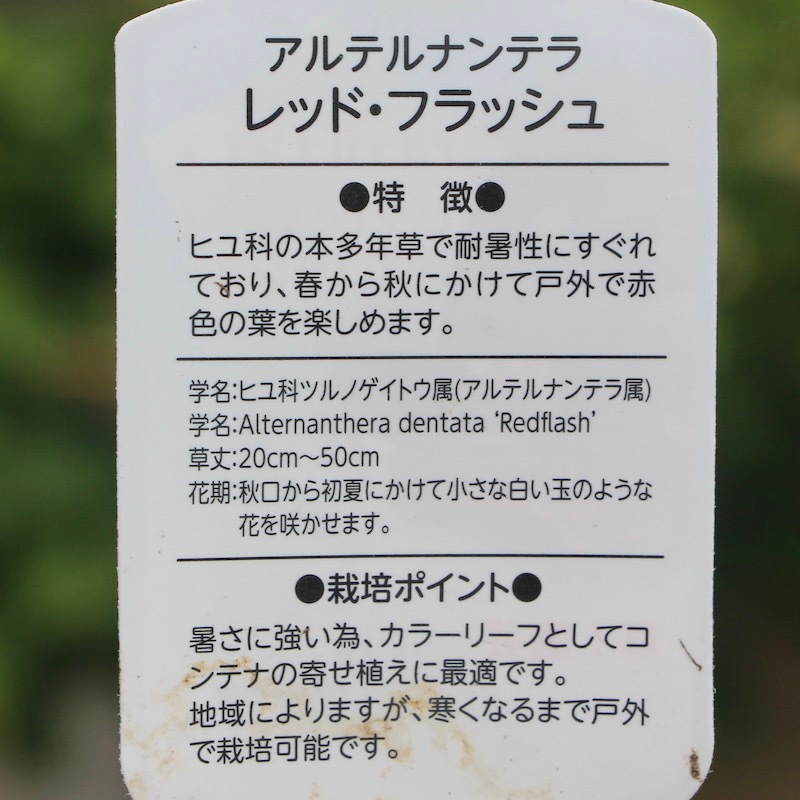 アルテルナンテラ
レッド・フラッシュ
●特　徴●
ヒユ科の本多年草で耐暑性にすぐれ
ており、春から秋にかけて戸外で赤
色の葉を楽しめます。
学名:ヒユ科ツルノゲイトウ属(アルテルナンテラ属)
学名:Alternanthera dentata ‘Redflash’
草丈:20cm〜50cm
花期:秋口から初夏にかけて小さな白い玉のような
花を咲かせます。
●栽培ポイント●
暑さに強い為、カラーリーフとしてコ
ンテナの寄せ植えに最適です。
地域によりますが、寒くなるまで戸外
で栽培可能です。